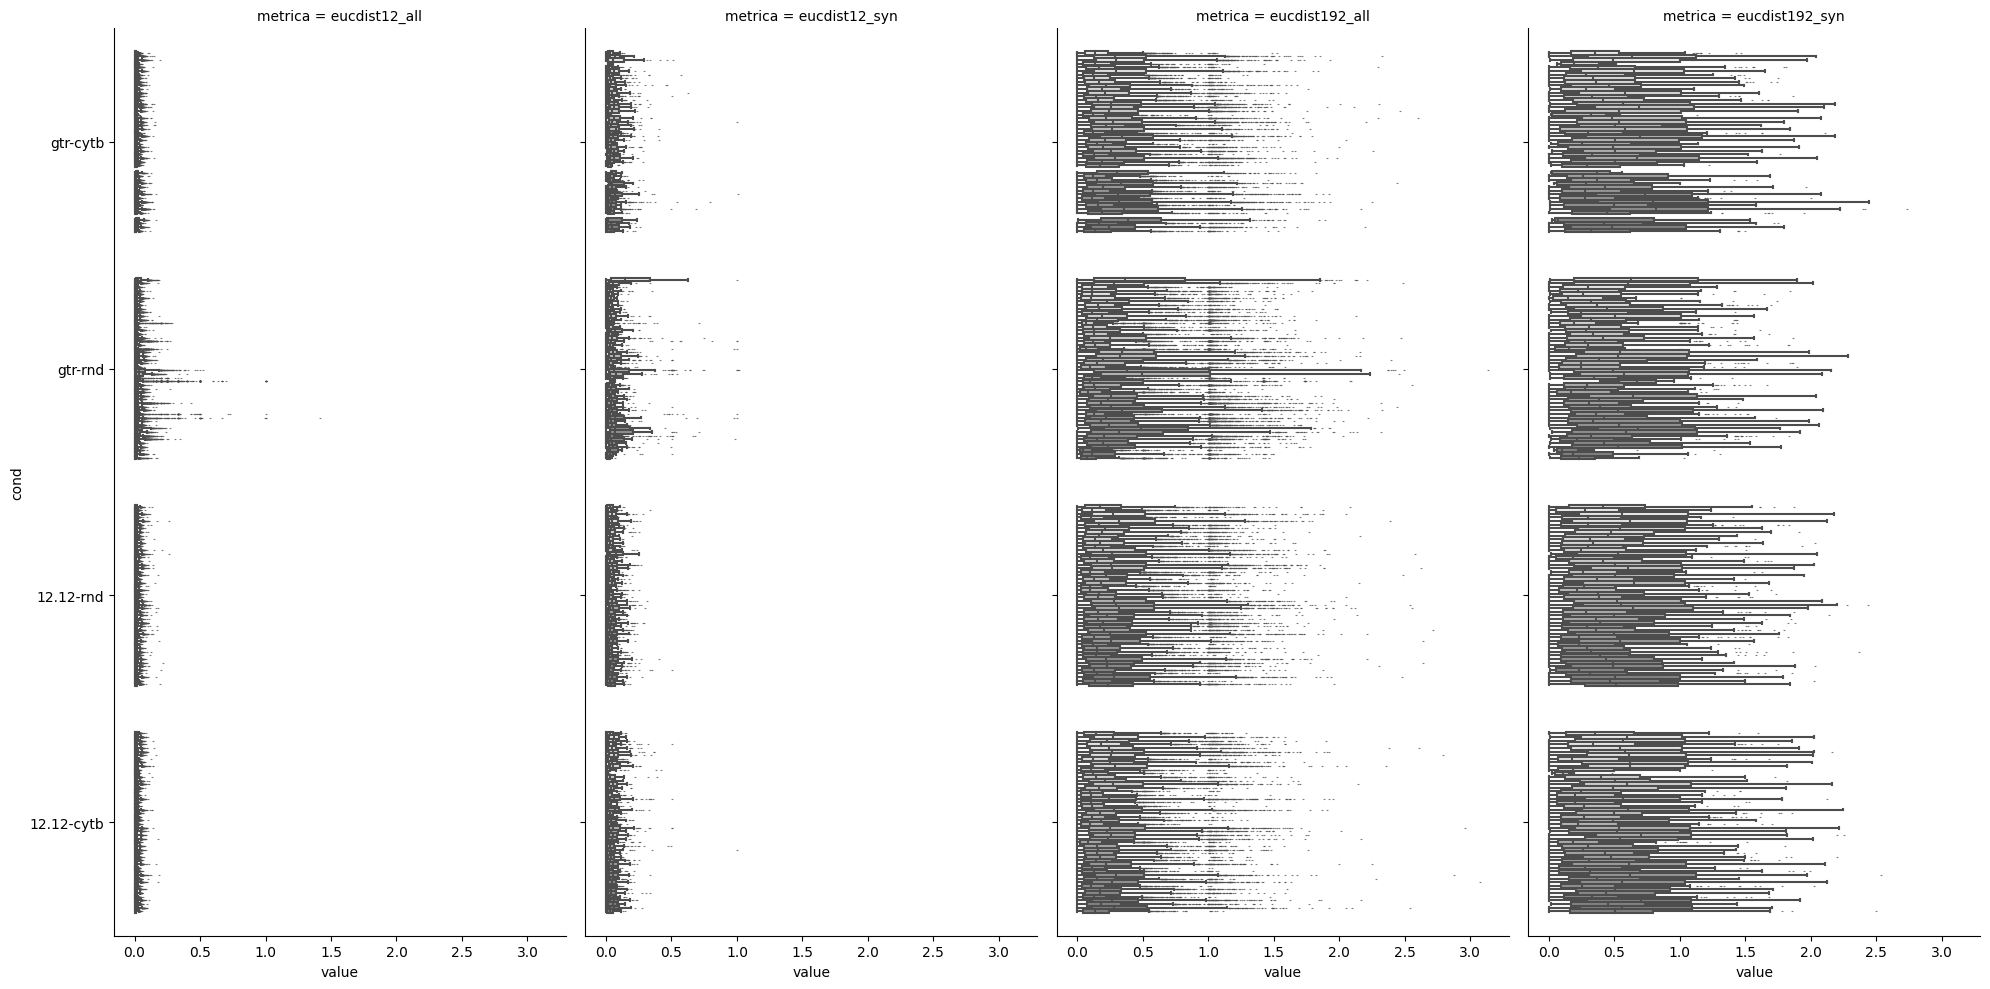 metrica = eucdist12_all
metrica = eucdist12_syn
metrica = eucdist192_all
metrica = eucdist192_syn
cond
gtr-cytb
gtr-rnd
12.12-rnd
12.12-cytb
0.0 0.5 1.0 1.5 2.0 2.5 3.0
value
0.0 0.5 1.0 1.5 2.0 2.5 3.0
value
0.0 0.5 1.0 1.5 2.0 2.5 3.0
value
0.0 0.5 1.0 1.5 2.0 2.5 3.0
value